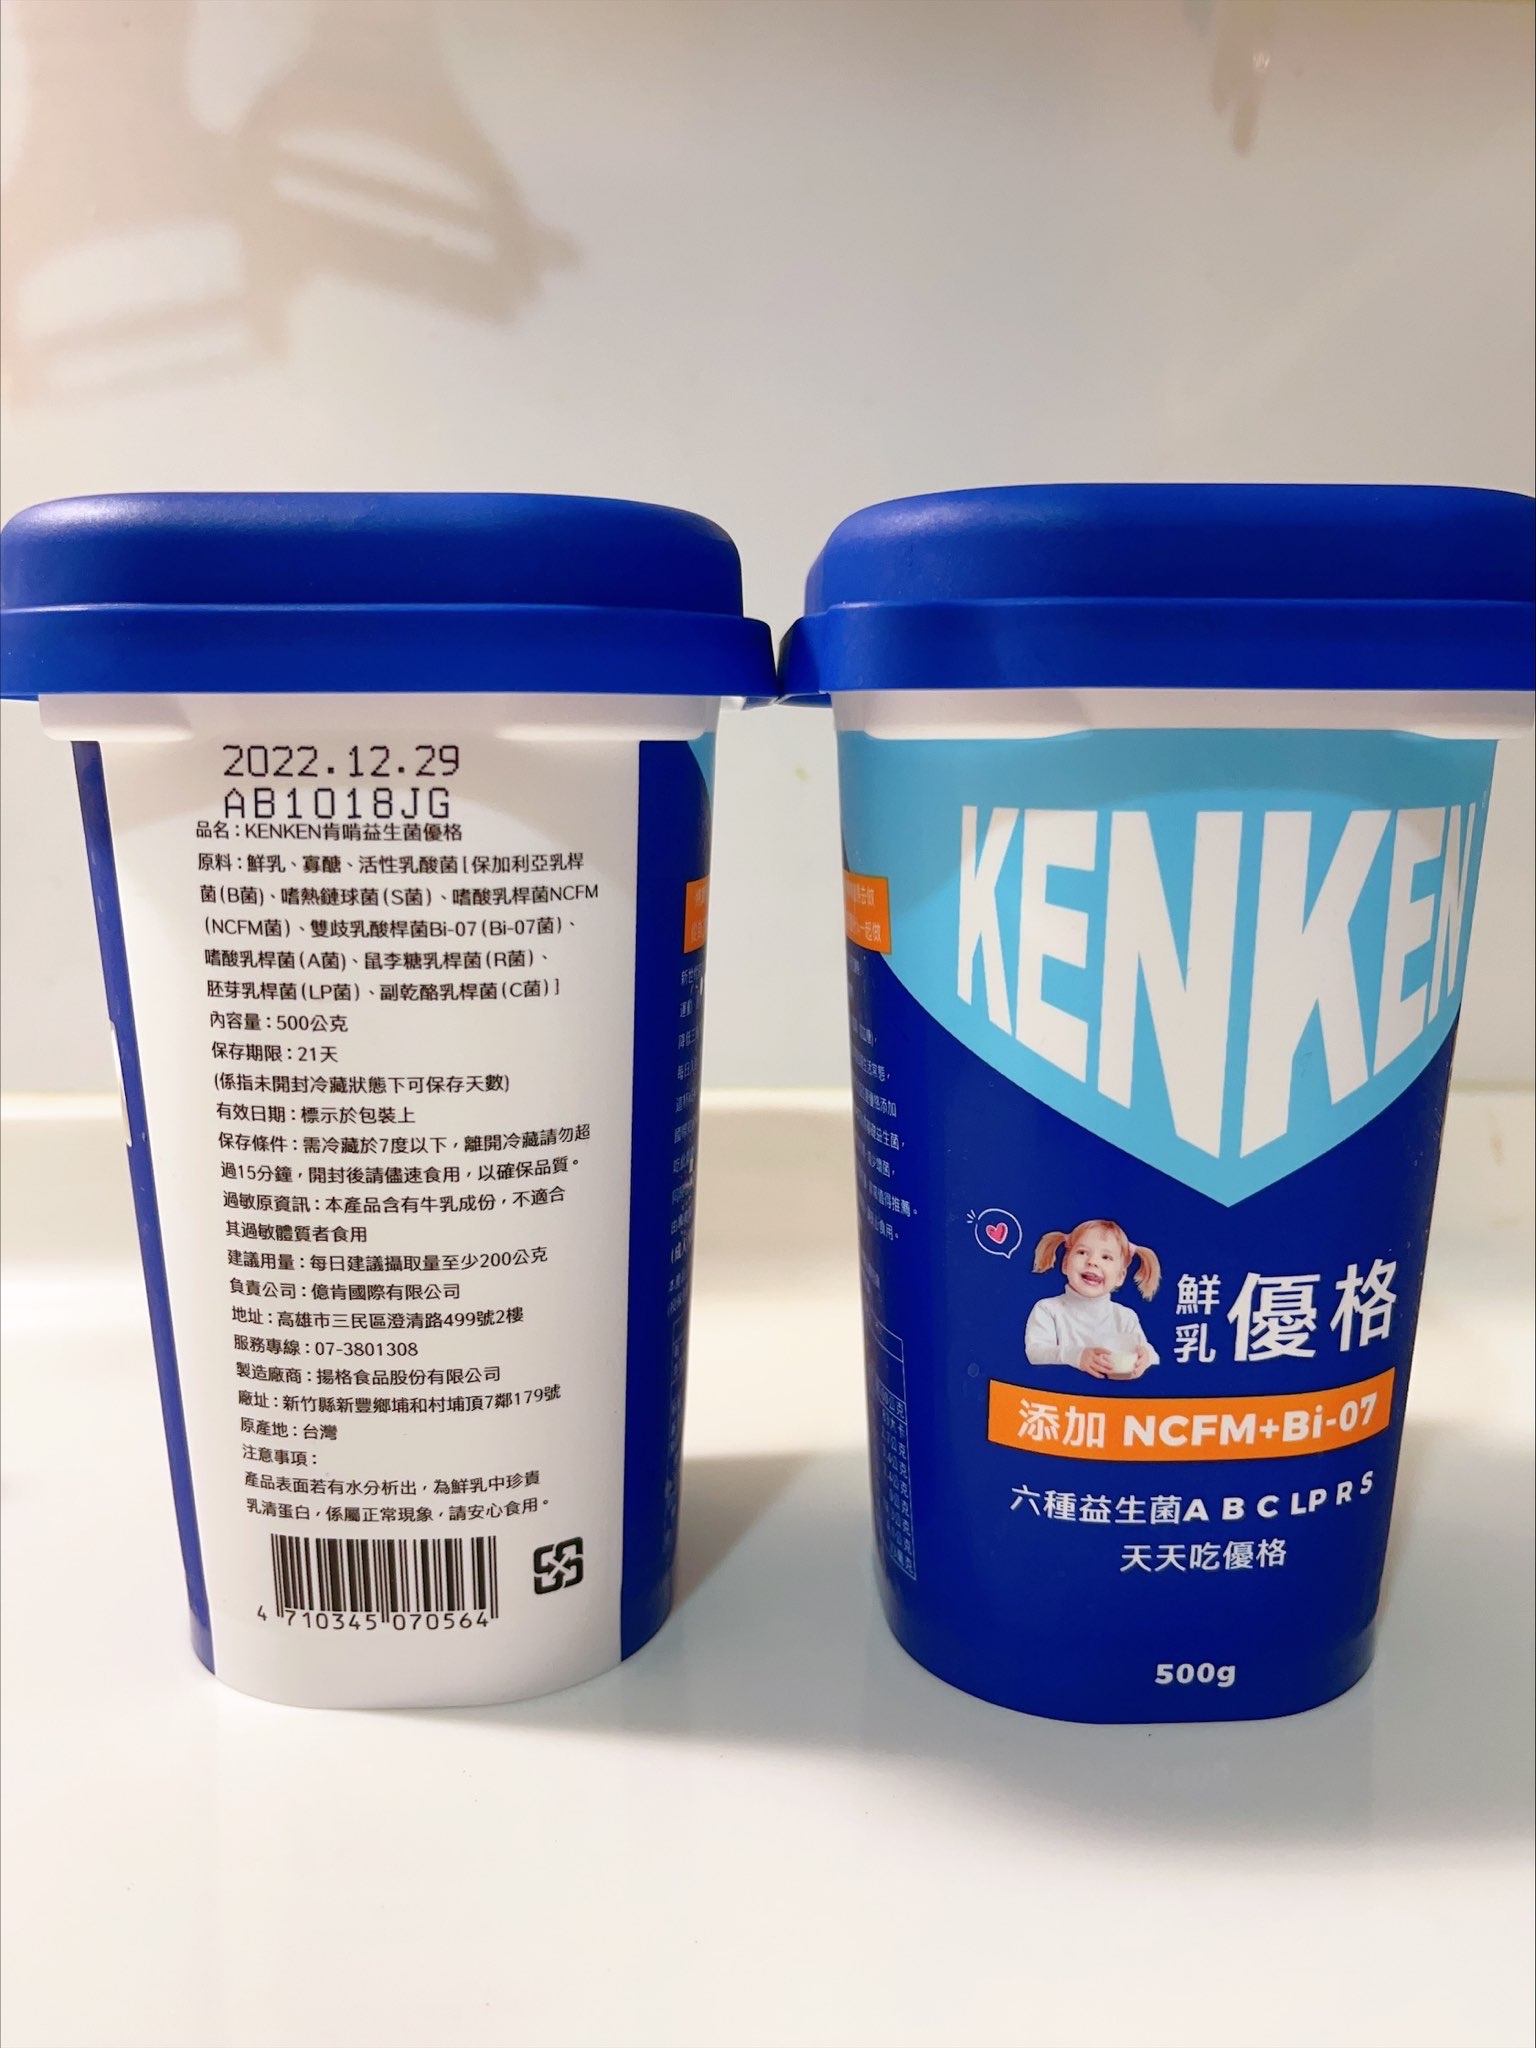 2022.12.29
AB1018JG
品名：KENKEN肯啃益生菌優格
原料：鮮乳、寡醣、活性乳酸菌[保加利亞乳桿
菌(B菌)、嗜熱鏈球菌(S菌)、嗜酸乳桿菌NCFM
(NCFM菌)、雙歧乳酸桿菌Bi-07(Bi-07菌)、
嗜酸乳桿菌(A菌)、鼠李糖乳桿菌(R菌)、
胚芽乳桿菌(LP菌)、副乾酪乳桿菌(C菌)]
內容量：500公克
保存期限：21天
(係指未開封冷藏狀態下可保存天數)
有效日期：標示於包裝上
保存條件：需冷藏於7度以下，離開冷藏請勿超
過15分鐘，開封後請儘速食用，以確保品質。
過敏原資訊：本產品含有牛乳成份，不適合
其過敏體質者食用
建議用量：每日建議攝取量至少200公克
負責公司：億肯國際有限公司
地址：高雄市三民區澄清路499號2樓
服務專線：07-3801308
製造廠商：揚格食品股份有限公司
廠址：新竹縣新豐鄉埔和村埔頂7鄰179號
原產地：台灣
注意事項：
產品表面若有水分析出，為鮮乳中珍貴
乳清蛋白，係屬正常現象，請安心食用。
4 710345 070564
KENKEN
鮮乳優格
添加 NCFM+Bi-07
六種益生菌A B C LP R S
天天吃優格
500g